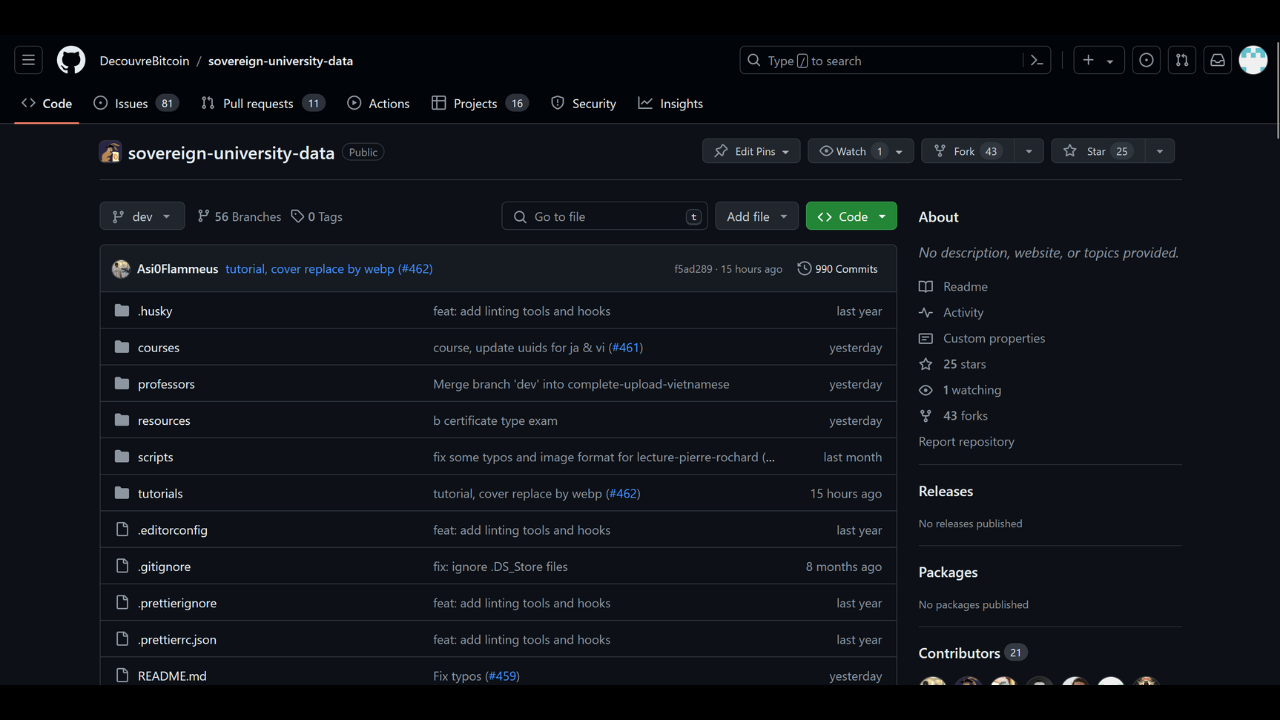 DecouvreBitcoin / sovereign-university-data
Type / to search
Code Issues 81 Pull requests 11 Actions Projects 16 Security Insights
sovereign-university-data Public
Edit Pins Watch 1 Fork 43 Star 25
dev 56 Branches 0 Tags Go to file t Add file Code
Asi0Flammeus tutorial, cover replace by webp (#462) f5ad289 · 15 hours ago 990 Commits
.husky feat: add linting tools and hooks last year
courses course, update uuids for ja & vi (#461) yesterday
professors Merge branch 'dev' into complete-upload-vietnamese yesterday
resources b certificate type exam yesterday
scripts fix some typos and image format for lecture-pierre-rochard (... last month
tutorials tutorial, cover replace by webp (#462) 15 hours ago
.editorconfig feat: add linting tools and hooks last year
.gitignore fix: ignore .DS_Store files 8 months ago
.prettierignore feat: add linting tools and hooks last year
.prettierrc.json feat: add linting tools and hooks last year
README.md Fix typos (#459) yesterday
About
No description, website, or topics provided.
Readme
Activity
Custom properties
25 stars
1 watching
43 forks
Report repository
Releases
No releases published
Packages
No packages published
Contributors 21